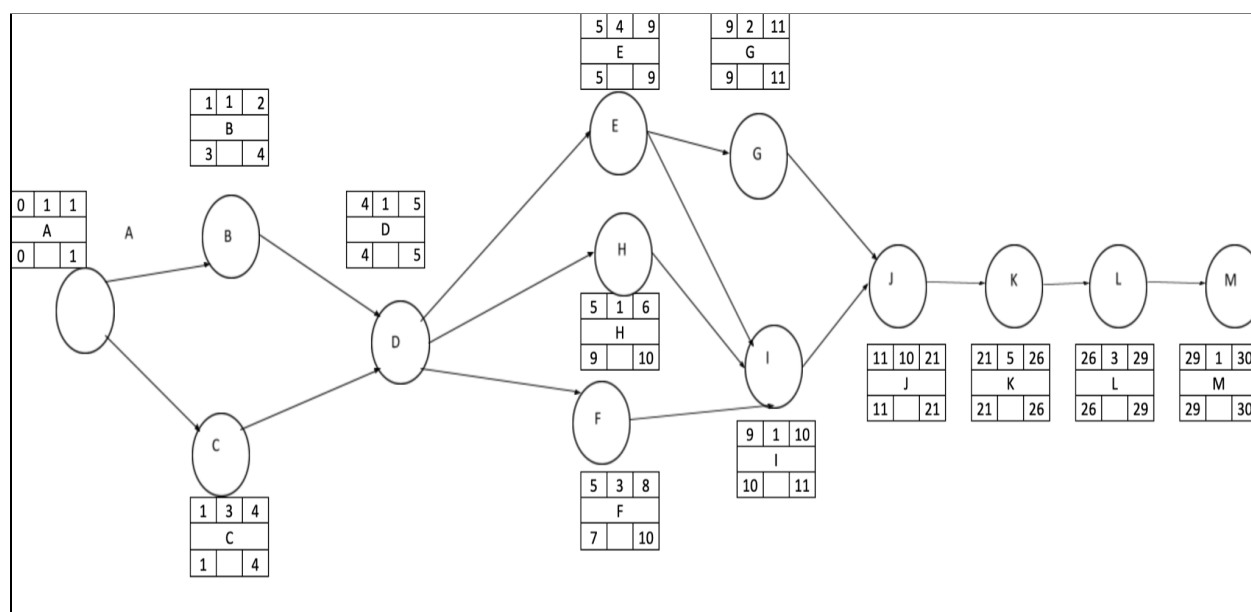 5 4 9
E
5 9
9 2 11
G
9 11
1 1 2
B
3 4
E
G
0 1 1
A
0 1
A
B
4 1 5
D
4 5
H
5 1 6
H
9 10
D
J
K
L
M
I
C
F
11 10 21
J
11 21
21 5 26
K
21 26
26 3 29
L
26 29
29 1 30
M
29 30
9 1 10
I
10 11
1 3 4
C
1 4
5 3 8
F
7 10